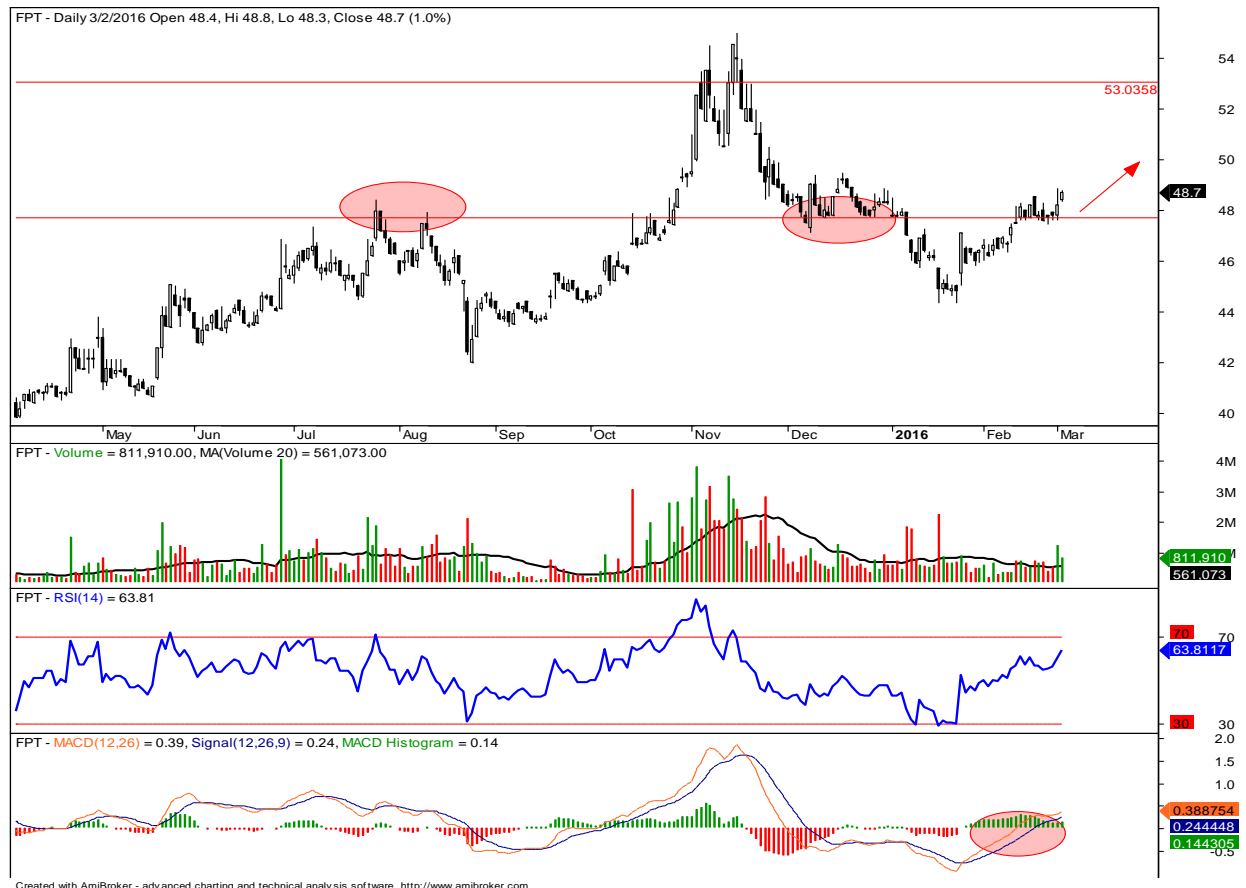 FPT - Daily 3/2/2016 Open 48.4, Hi 48.8, Lo 48.3, Close 48.7 (1.0%)
54
53.0358
52
50
48.7
48
46
44
42
40
May Jun Jul Aug Sep Oct Nov Dec 2016 Feb Mar
FPT - Volume = 811,910.00, MA(Volume 20) = 561,073.00
4M
3M
2M
811,910 M
561,073
FPT - RSI(14) = 63.81
70 70
63.8117
30 30
FPT - MACD(12,26) = 0.39, Signal(12,26,9) = 0.24, MACD Histogram = 0.14
2.0
1.5
1.0
0.388754
0.244448
0.144305
-0.5
Created with AmiBroker - advanced charting and technical analysis software. http://www.amibroker.com